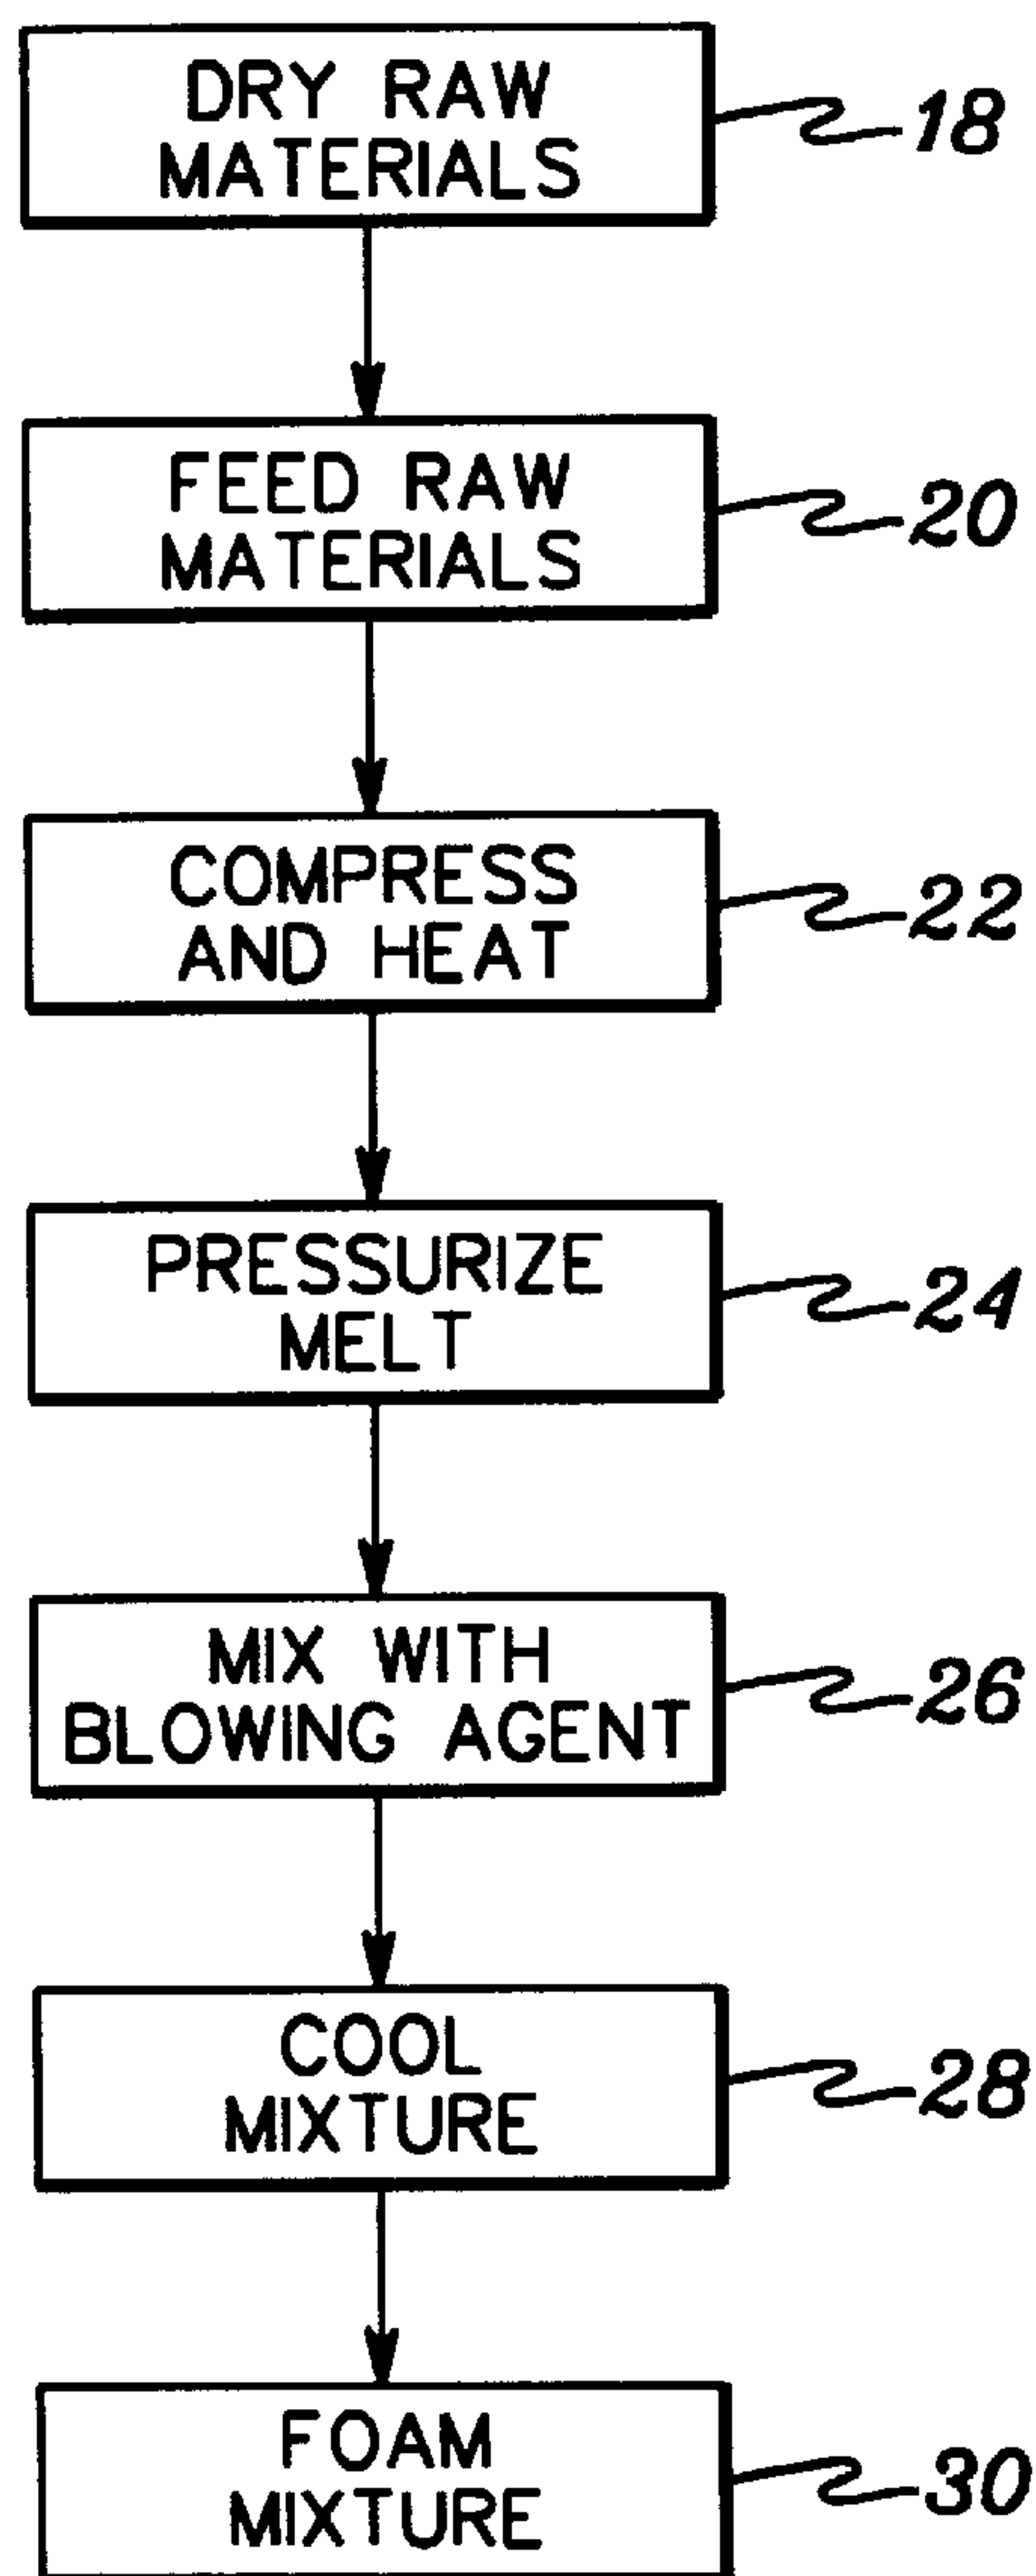 DRY RAW
MATERIALS
18
FEED RAW
MATERIALS
20
COMPRESS
AND HEAT
22
PRESSURIZE
MELT
24
MIX WITH
BLOWING AGENT
26
COOL
MIXTURE
28
FOAM
MIXTURE
30